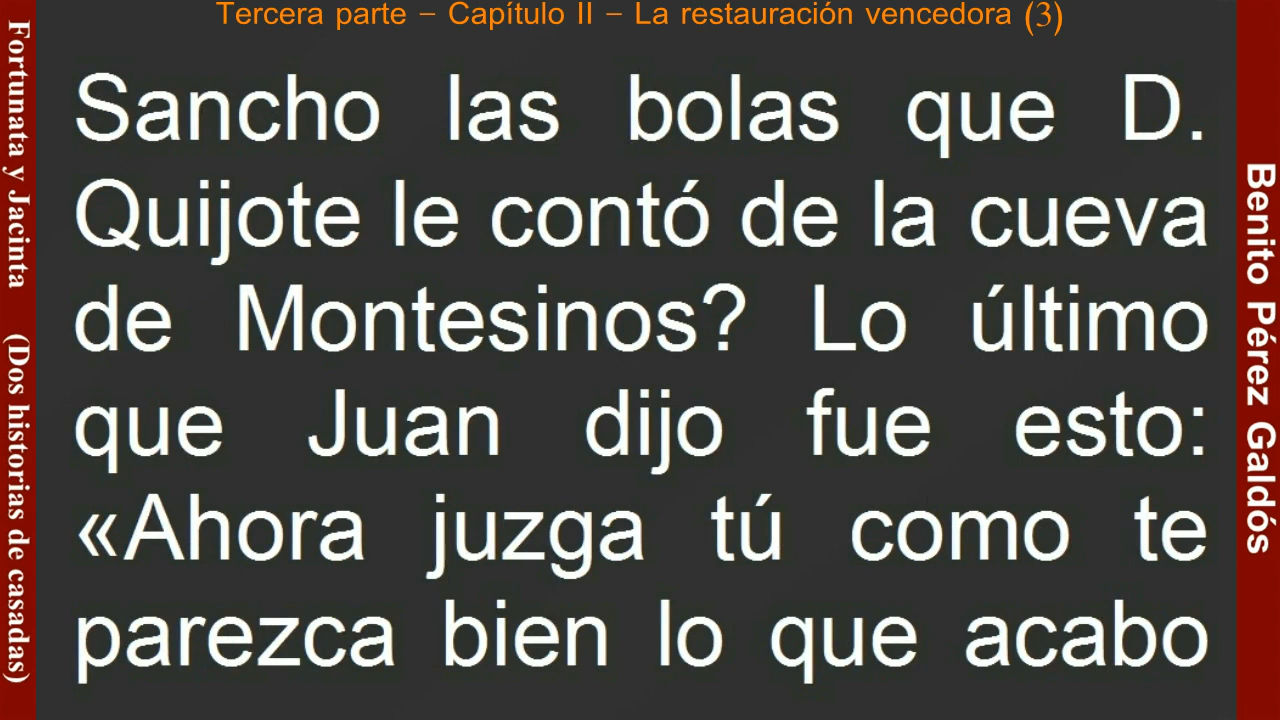 Tercera parte – Capítulo II – La restauración vencedora (3)
Fortunata y Jacinta (Dos historias de casadas)
Sancho las bolas que D.
Quijote le contó de la cueva
de Montesinos? Lo último
que Juan dijo fue esto:
«Ahora juzga tú como te
parezca bien lo que acabo
Benito Pérez Galdós